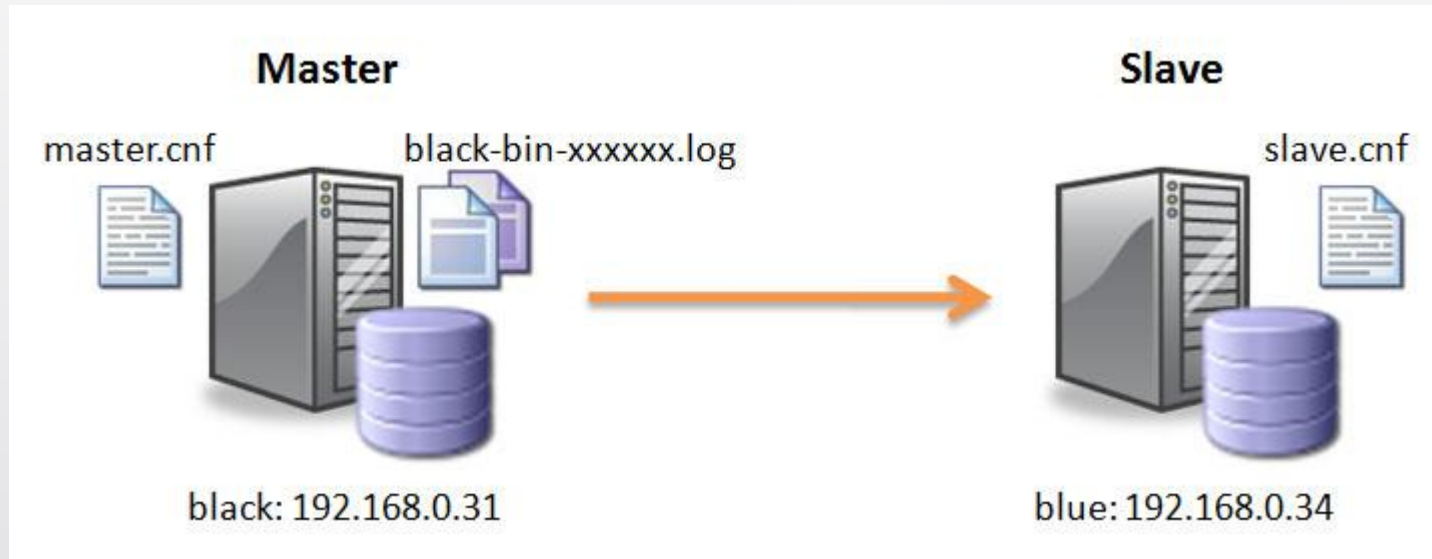 Master
Slave
master.cnf
black-bin-xxxxxx.log
slave.cnf
black: 192.168.0.31
blue: 192.168.0.34